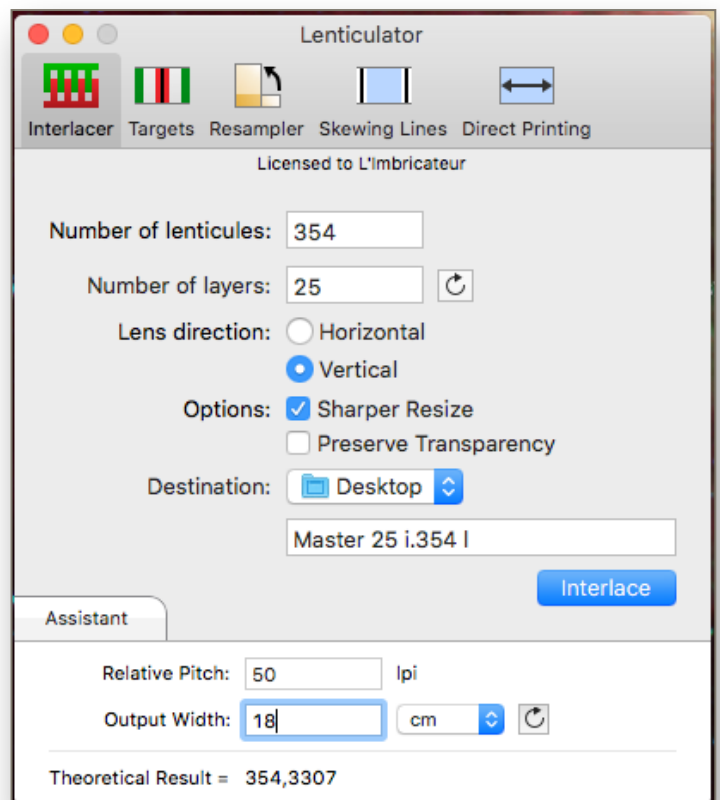 Lenticulator
Interlacer Targets Resampler Skewing Lines Direct Printing
Licensed to L'Imbricateur
Number of lenticules: 354
Number of layers: 25
Lens direction: Horizontal
Vertical
Options: Sharper Resize
Preserve Transparency
Destination: Desktop
Master 25 i.354 l
Interlace
Assistant
Relative Pitch: 50 lpi
Output Width: 18 cm
Theoretical Result = 354,3307